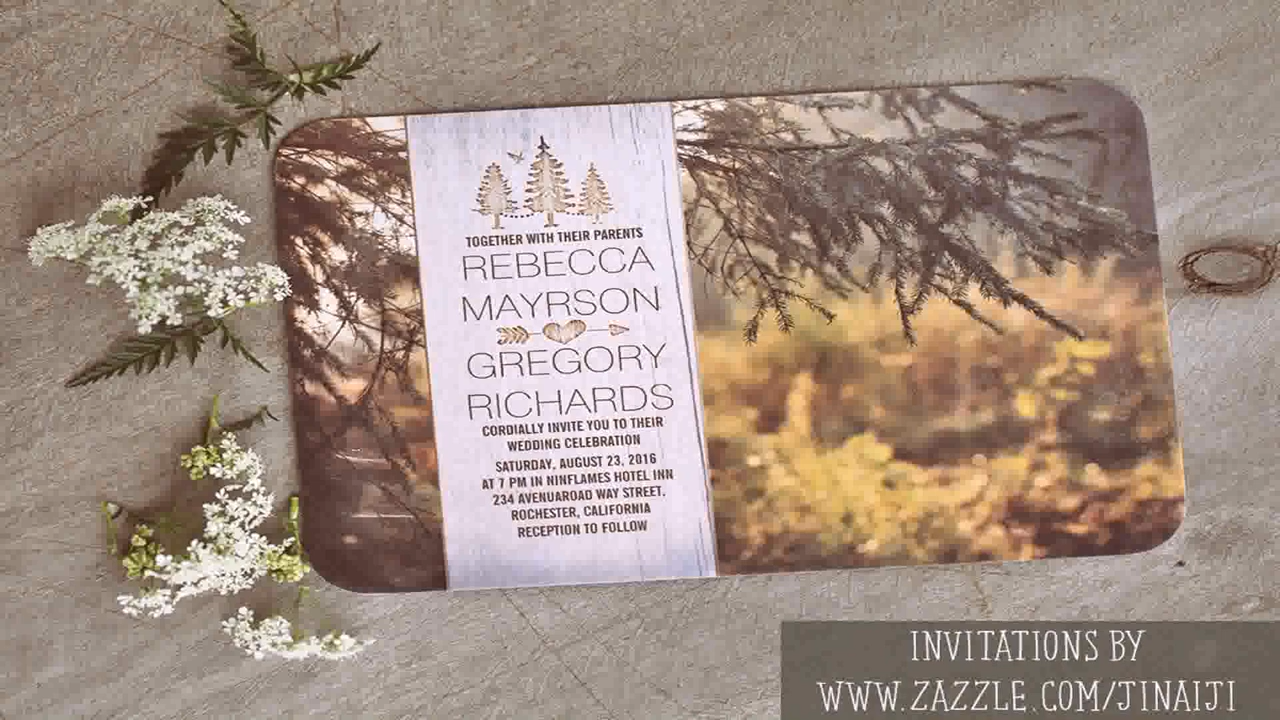 TOGETHER WITH THEIR PARENTS
REBECCA
MAYRSON
GREGORY
RICHARDS
CORDIALLY INVITE YOU TO THEIR
WEDDING CELEBRATION
SATURDAY, AUGUST 23, 2016
AT 7 PM IN NINFLAMES HOTEL INN
234 AVENUAROAD WAY STREET,
ROCHESTER, CALIFORNIA
RECEPTION TO FOLLOW
INVITATIONS BY
WWW.ZAZZLE.COM/JINAIJI